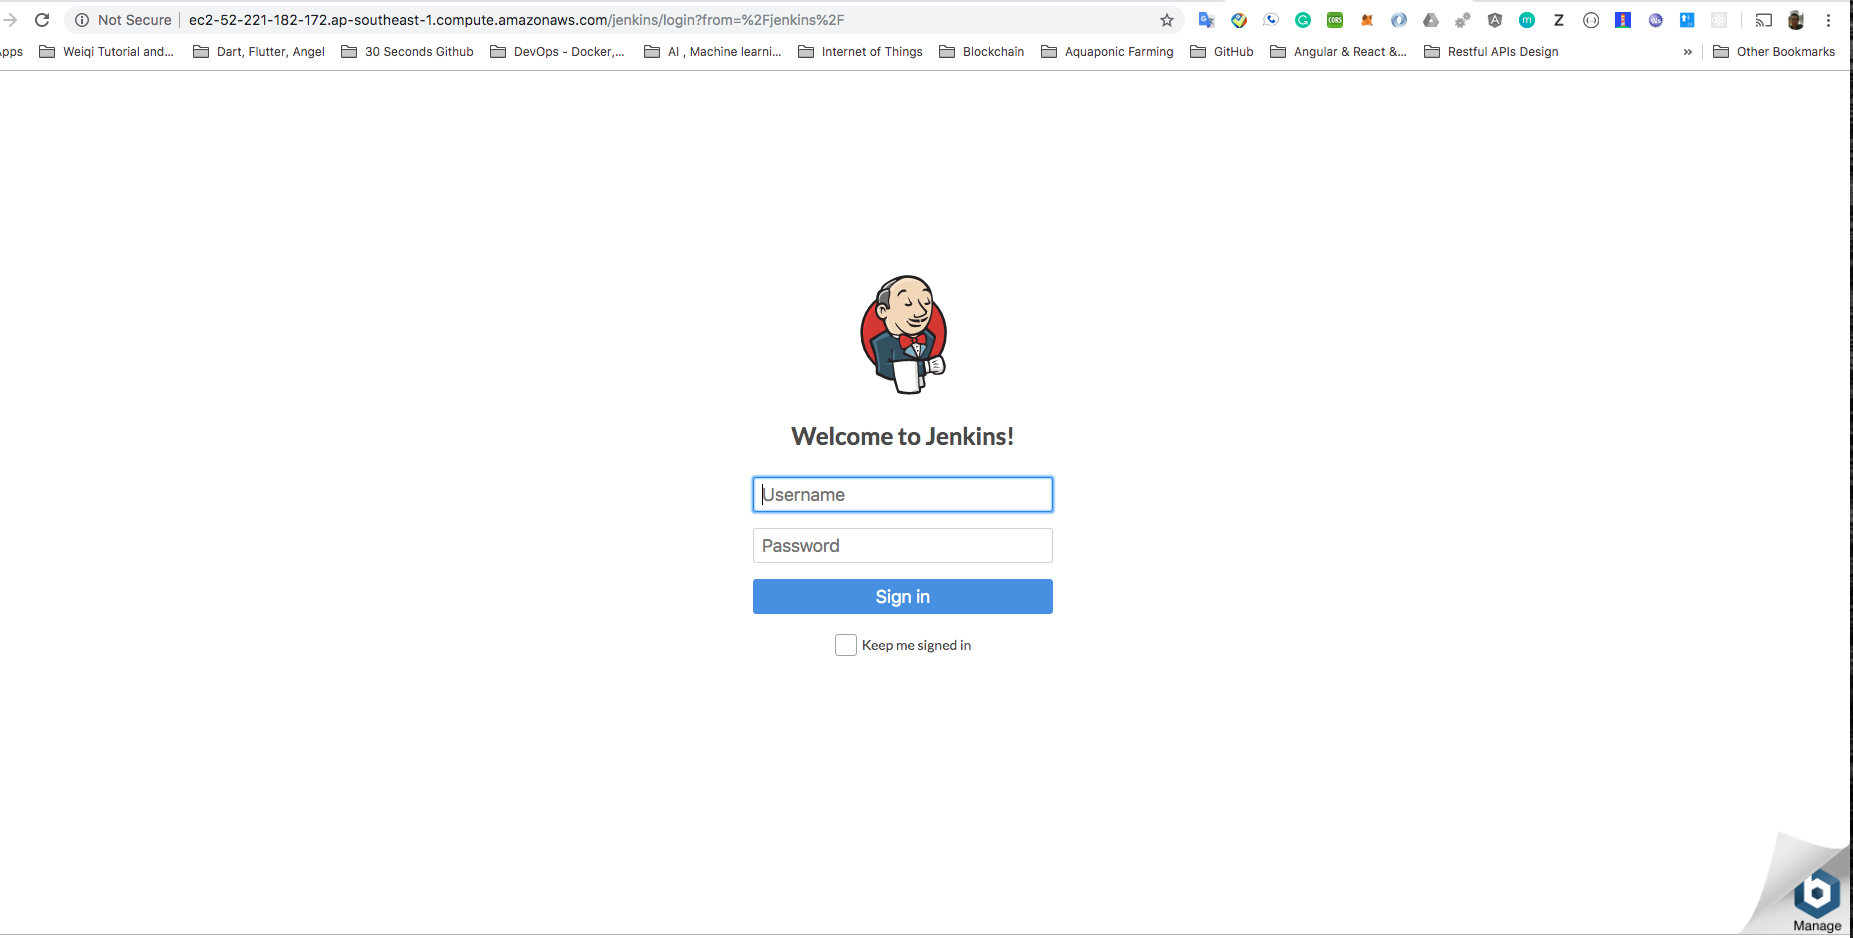 Not Secure ec2-52-221-182-172.ap-southeast-1.compute.amazonaws.com/jenkins/login?from=%2Fjenkins%2F
pps Weiqi Tutorial and... Dart, Flutter, Angel 30 Seconds Github DevOps - Docker,... AI , Machine learni... Internet of Things Blockchain Aquaponic Farming GitHub Angular & React &... Restful APIs Design » Other Bookmarks
Welcome to Jenkins!
Username
Password
Sign in
Keep me signed in
Manage